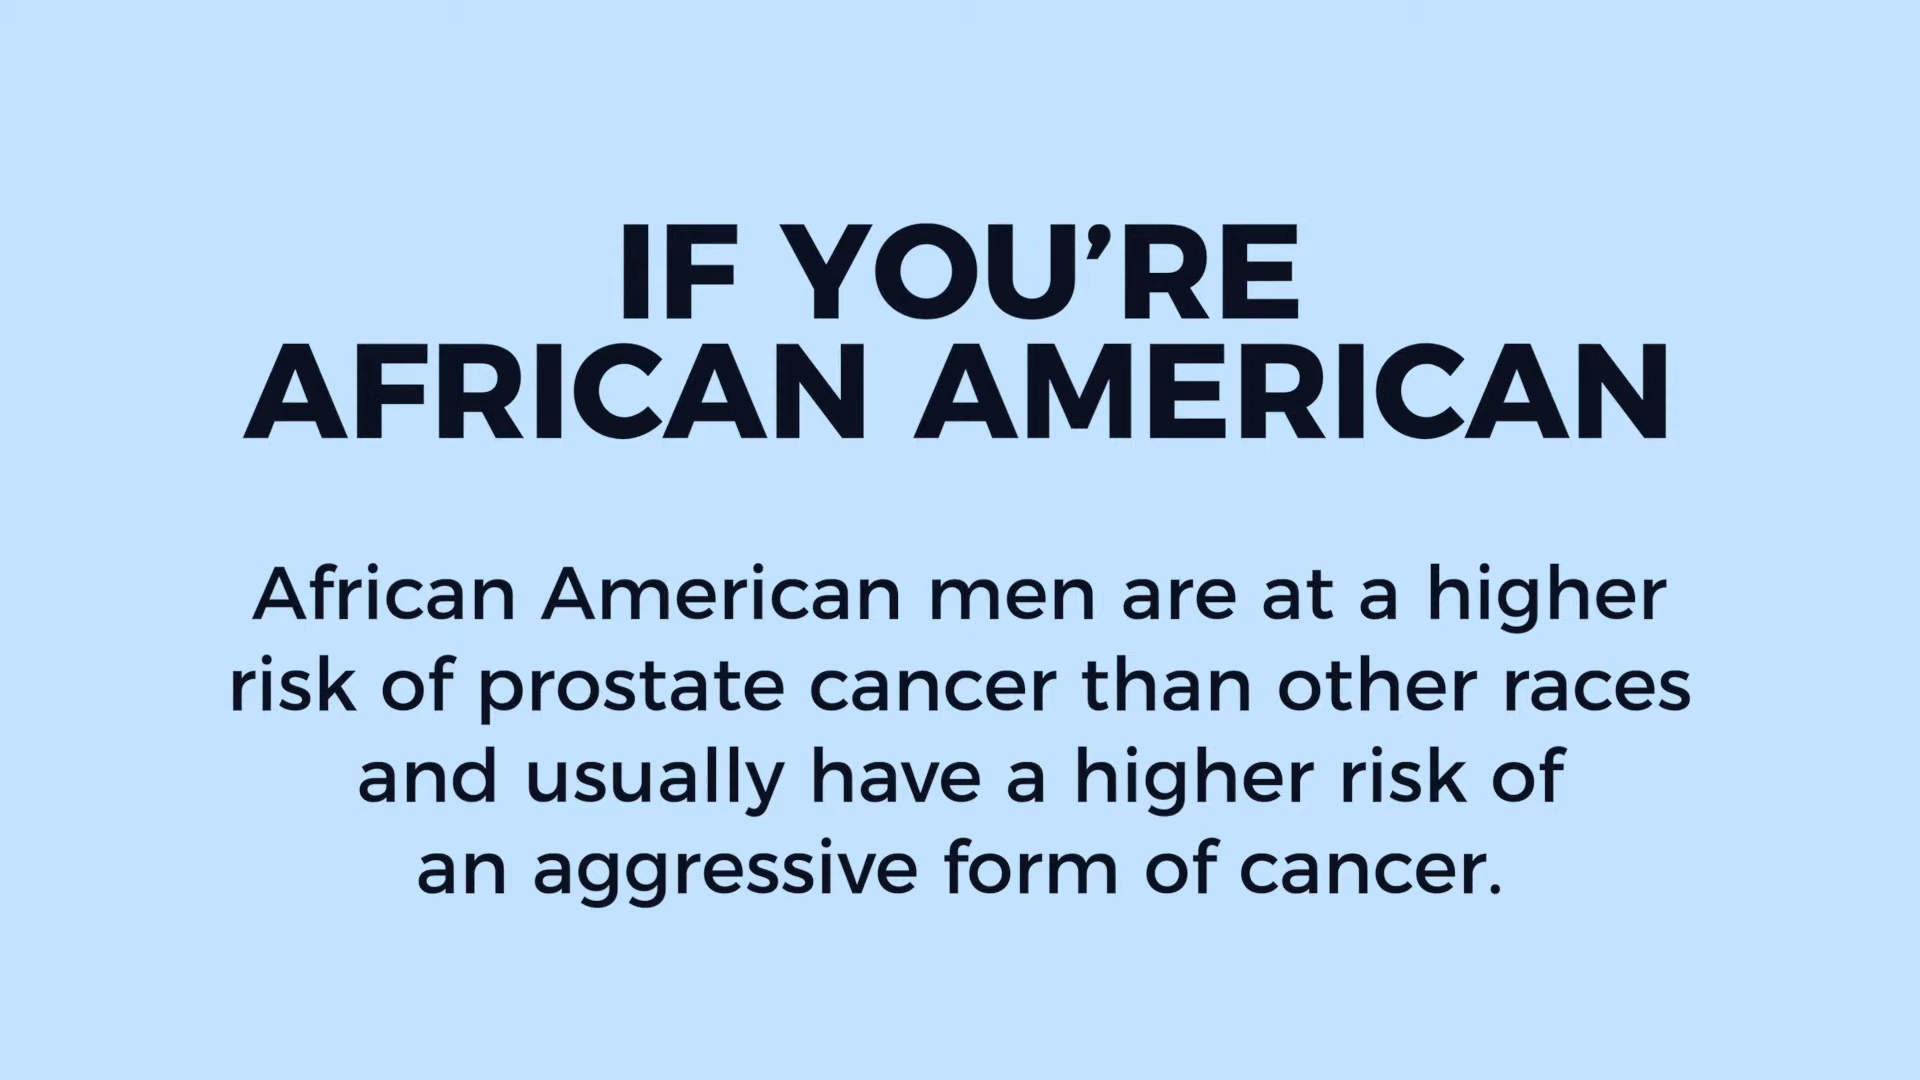 IF YOU’RE
AFRICAN AMERICAN
African American men are at a higher
risk of prostate cancer than other races
and usually have a higher risk of
an aggressive form of cancer.